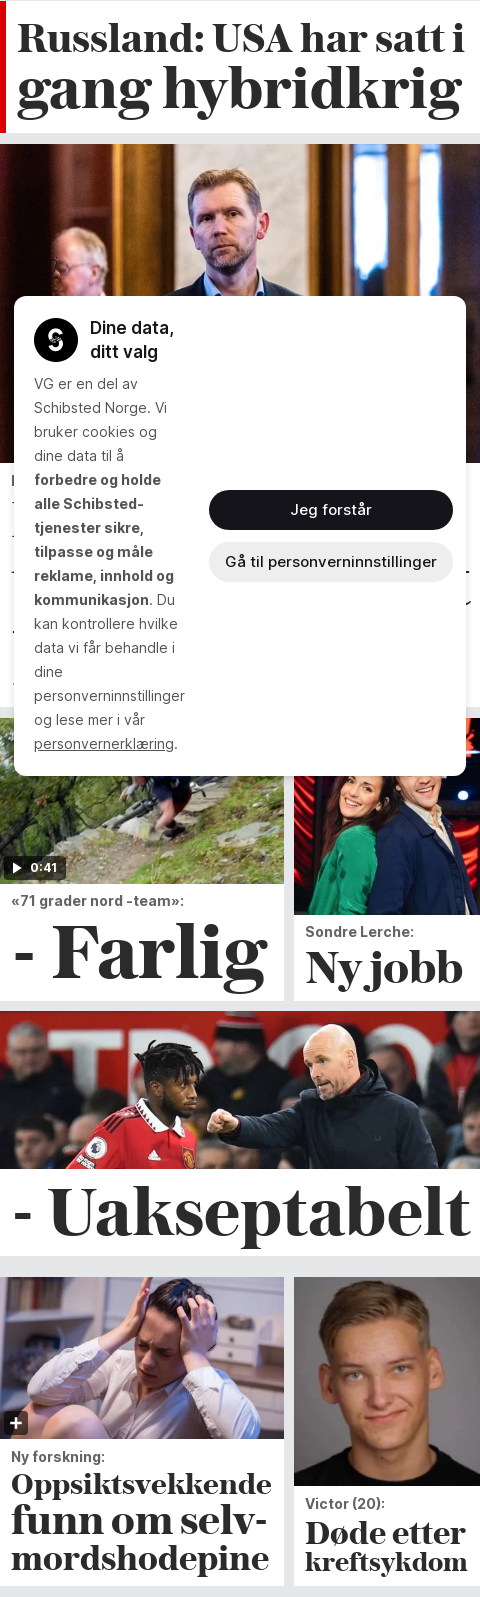 Russland: USA har satt i
gang hybridkrig
Dine data,
ditt valg
VG er en del av
Schibsted Norge. Vi
bruker cookies og
dine data til å
forbedre og holde
alle Schibsted-
tjenester sikre,
tilpasse og måle
reklame, innhold og
kommunikasjon. Du
kan kontrollere hvilke
data vi får behandle i
dine
personverninnstillinger
og lese mer i vår
personvernerklæring.
Jeg forstår
Gå til personverninnstillinger
0:41
«71 grader nord -team»:
- Farlig
Sondre Lerche:
Ny jobb
- Uakseptabelt
Ny forskning:
Oppsiktsvekkende
funn om selv-
mordshodepine
Victor (20):
Døde etter
kreftsykdom